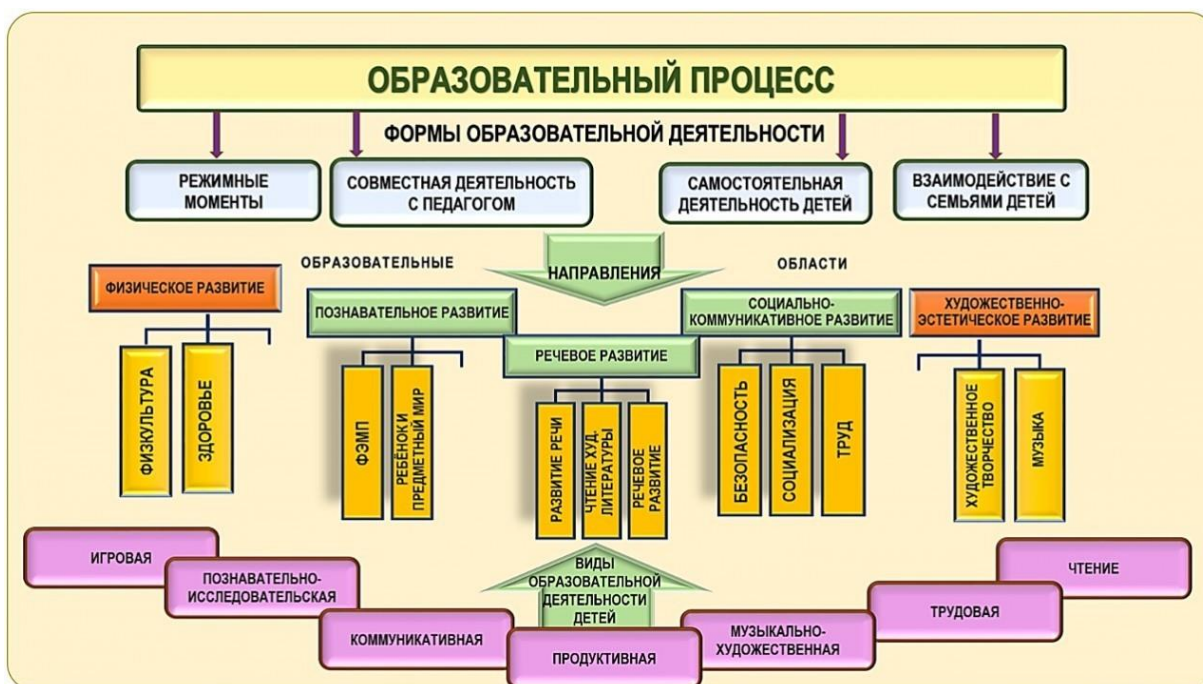 ОБРАЗОВАТЕЛЬНЫЙ ПРОЦЕСС
ФОРМЫ ОБРАЗОВАТЕЛЬНОЙ ДЕЯТЕЛЬНОСТИ
РЕЖИМНЫЕ
МОМЕНТЫ
СОВМЕСТНАЯ ДЕЯТЕЛЬНОСТЬ
С ПЕДАГОГОМ
САМОСТОЯТЕЛЬНАЯ
ДЕЯТЕЛЬНОСТЬ ДЕТЕЙ
ВЗАИМОДЕЙСТВИЕ С
СЕМЬЯМИ ДЕТЕЙ
ОБРАЗОВАТЕЛЬНЫЕ
НАПРАВЛЕНИЯ
ОБЛАСТИ
ФИЗИЧЕСКОЕ РАЗВИТИЕ
ФИЗКУЛЬТУРА
ЗДОРОВЬЕ
ПОЗНАВАТЕЛЬНОЕ РАЗВИТИЕ
ФЭМП
РЕБЁНОК И
ПРЕДМЕТНЫЙ МИР
РЕЧЕВОЕ РАЗВИТИЕ
РАЗВИТИЕ РЕЧИ
ЧТЕНИЕ ХУД.
ЛИТЕРАТУРЫ
РЕЧЕВОЕ
РАЗВИТИЕ
СОЦИАЛЬНО-
КОММУНИКАТИВНОЕ РАЗВИТИЕ
БЕЗОПАСНОСТЬ
СОЦИАЛИЗАЦИЯ
ТРУД
ХУДОЖЕСТВЕННО-
ЭСТЕТИЧЕСКОЕ РАЗВИТИЕ
ХУДОЖЕСТВЕННОЕ
ТВОРЧЕСТВО
МУЗЫКА
ВИДЫ
ОБРАЗОВАТЕЛЬНОЙ
ДЕЯТЕЛЬНОСТИ
ДЕТЕЙ
ИГРОВАЯ
ПОЗНАВАТЕЛЬНО-
ИССЛЕДОВАТЕЛЬСКАЯ
КОММУНИКАТИВНАЯ
ПРОДУКТИВНАЯ
МУЗЫКАЛЬНО-
ХУДОЖЕСТВЕННАЯ
ТРУДОВАЯ
ЧТЕНИЕ